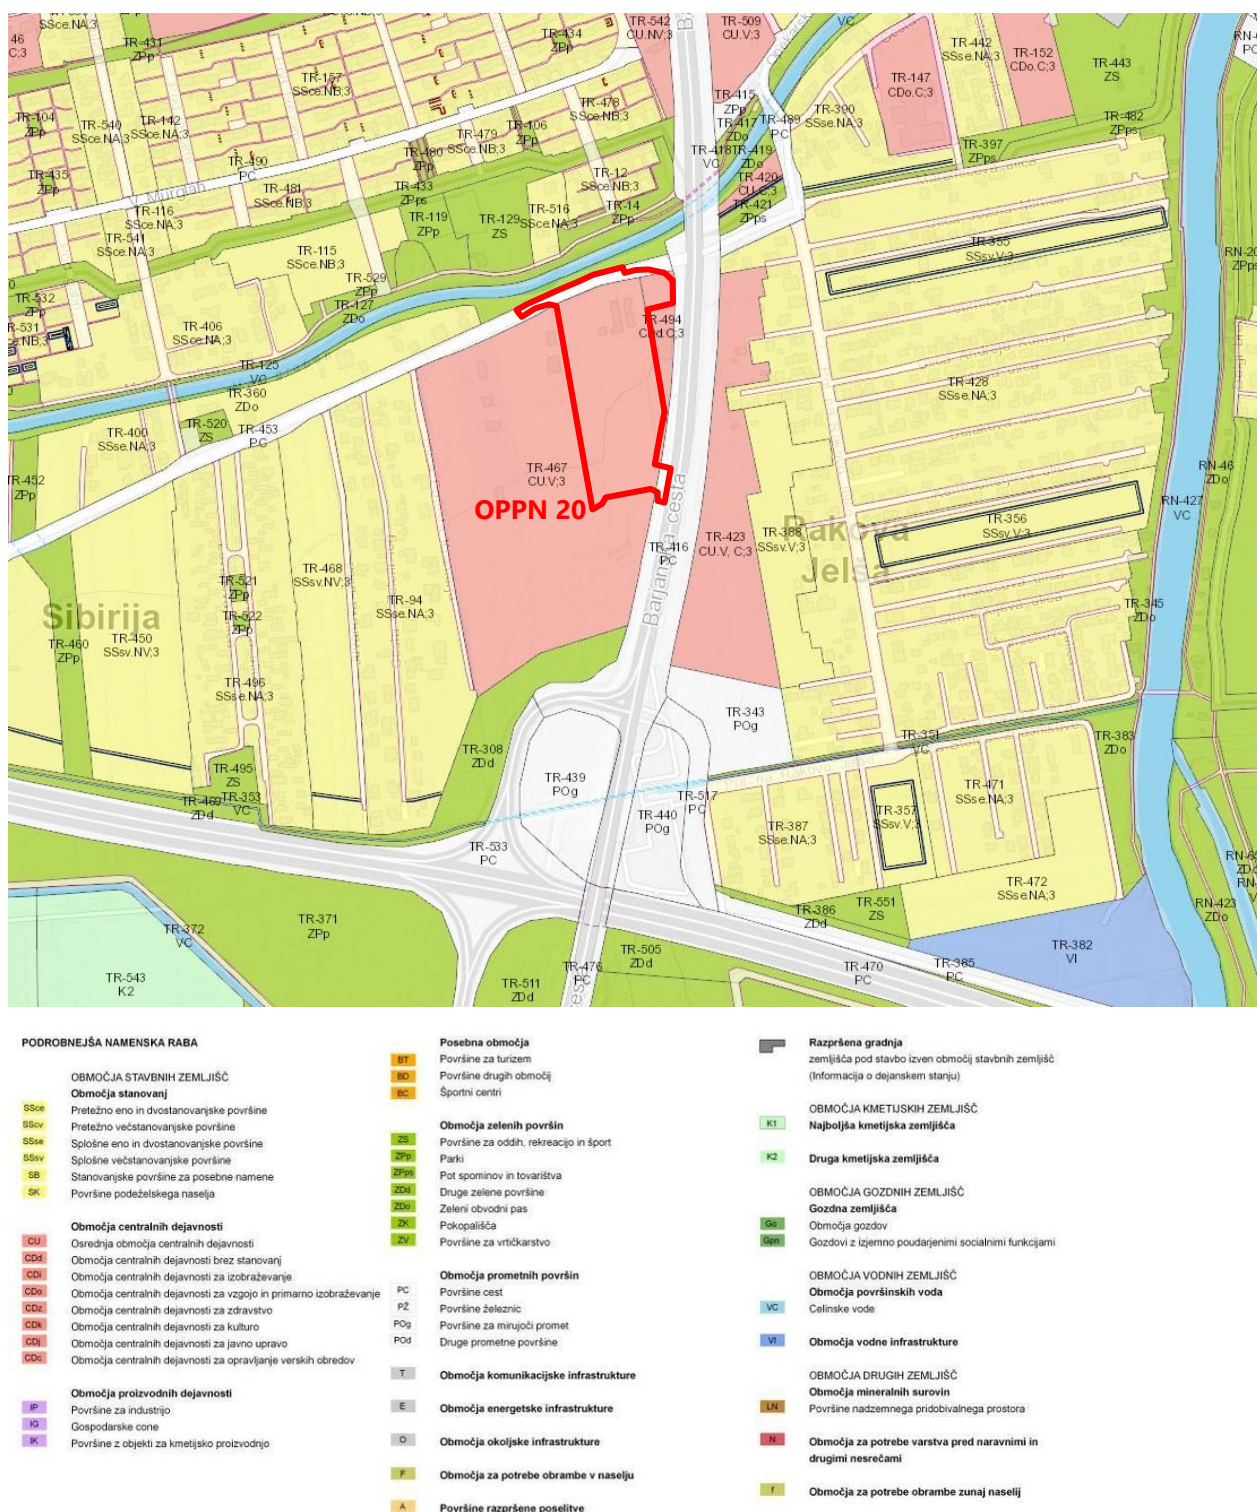 SSce.NA;3
46
C;3
TR-431
ZPp
TR-434
ZPp
TR-542
CU.NV;3
TR-509
CU.V;3
VC
TR-442
SSse.NA;3
TR-152
CDo.C;3
TR-443
ZS
TR-157
SSce.NB;3
TR-147
CDo.C;3
TR-104
ZPp
TR-540
SSce.NA;3
TR-142
SSce.NA;3
TR-478
SSce.NB;3
TR-415
ZPp
TR-417
ZDo
TR-489
PC
TR-390
SSse.NA;3
TR-482
ZPps
TR-479
SSce.NB;3
TR-106
ZPp
TR-480
ZPp
TR-490
PC
TR-418
VC
TR-419
ZDo
TR-397
ZPps
TR-435
ZPp
TR-481
SSce.NB;3
TR-433
ZPps
TR-12
SSce.NB;3
TR-420
CU.C;3
V Murglah
TR-116
SSce.NA;3
TR-541
SSce.NA;3
TR-119
ZPp
TR-129
ZS
TR-516
SSce.NA;3
TR-14
ZPp
TR-421
ZPps
TR-115
SSce.NB;3
TR-355
SSsv.V;3
TR-529
ZPp
TR-532
ZPp
TR-127
ZDo
TR-406
SSce.NA;3
TR-494
CDd.C;3
TR-125
VC
TR-360
ZDo
TR-428
SSse.NA;3
TR-520
ZS
TR-453
PC
TR-400
SSse.NA;3
TR-452
ZPp
TR-467
CU.V;3
OPPN 20
RN-46
ZDo
RN-427
VC
TR-356
SSsv.V;3
TR-423
CU.V, C;3
TR-388
SSsv.V;3
Rakova
Jelša
TR-416
PC
Barjanska cesta
TR-468
SSsv.NV;3
TR-521
ZPp
TR-94
SSse.NA;3
Sibirija
TR-522
ZPp
TR-345
ZDo
TR-460
ZPp
TR-450
SSsv.NV;3
TR-496
SSse.NA;3
TR-343
POg
TR-351
VC
TR-383
ZDo
TR-308
ZDd
TR-495
ZS
TR-439
POg
TR-469
ZDd
TR-353
VC
TR-517
PC
TR-440
POg
TR-471
SSse.NA;3
TR-357
SSsv.V;3
TR-387
SSse.NA;3
TR-533
PC
TR-472
SSse.NA;3
TR-551
ZS
TR-386
ZDd
RN-423
ZDo
TR-371
ZPp
TR-372
VC
TR-382
VI
TR-505
ZDd
TR-543
K2
TR-511
ZDd
TR-476
PC
TR-470
PC
TR-385
PC
PODROBNEJŠA NAMENSKA RABA
OBMOČJA STAVBNIH ZEMLJIŠČ
Območja stanovanj
SSce Pretežno eno in dvostanovanjske površine
SScv Pretežno večstanovanjske površine
SSse Splošne eno in dvostanovanjske površine
SSsv Splošne večstanovanjske površine
SB Stanovanjske površine za posebne namene
SK Površine podeželskega naselja
Območja centralnih dejavnosti
CU Osrednja območja centralnih dejavnosti
CDd Območja centralnih dejavnosti brez stanovanj
CDi Območja centralnih dejavnosti za izobraževanje
CDo Območja centralnih dejavnosti za vzgojo in primarno izobraževanje
CDz Območja centralnih dejavnosti za zdravstvo
CDk Območja centralnih dejavnosti za kulturo
CDj Območja centralnih dejavnosti za javno upravo
CDc Območja centralnih dejavnosti za opravljanje verskih obredov
Območja proizvodnih dejavnosti
IP Površine za industrijo
IG Gospodarske cone
IK Površine z objekti za kmetijsko proizvodnjo
Posebna območja
BT Površine za turizem
BD Površine drugih območij
BC Športni centri
Območja zelenih površin
ZS Površine za oddih, rekreacijo in šport
ZPp Parki
ZPps Pot spominov in tovarištva
ZDd Druge zelene površine
ZDo Zeleni obvodni pas
ZK Pokopališča
ZV Površine za vrtičkarstvo
Območja prometnih površin
PC Površine cest
PŽ Površine železnic
POg Površine za mirujoči promet
POd Druge prometne površine
T Območja komunikacijske infrastrukture
E Območja energetske infrastrukture
O Območja okoljske infrastrukture
F Območja za potrebe obrambe v naselju
A Površine razpršene poselitve
Razpršena gradnja
zemljišča pod stavbo izven območij stavbnih zemljišč
(Informacija o dejanskem stanju)
OBMOČJA KMETIJSKIH ZEMLJIŠČ
K1 Najboljša kmetijska zemljišča
K2 Druga kmetijska zemljišča
OBMOČJA GOZDNIH ZEMLJIŠČ
Gozdna zemljišča
Go Območja gozdov
Gpn Gozdovi z izjemno poudarjenimi socialnimi funkcijami
OBMOČJA VODNIH ZEMLJIŠČ
Območja površinskih voda
VC Celinske vode
VI Območja vodne infrastrukture
OBMOČJA DRUGIH ZEMLJIŠČ
Območja mineralnih surovin
LN Površine nadzemnega pridobivalnega prostora
N Območja za potrebe varstva pred naravnimi in
drugimi nesrečami
f Območja za potrebe obrambe zunaj naselij